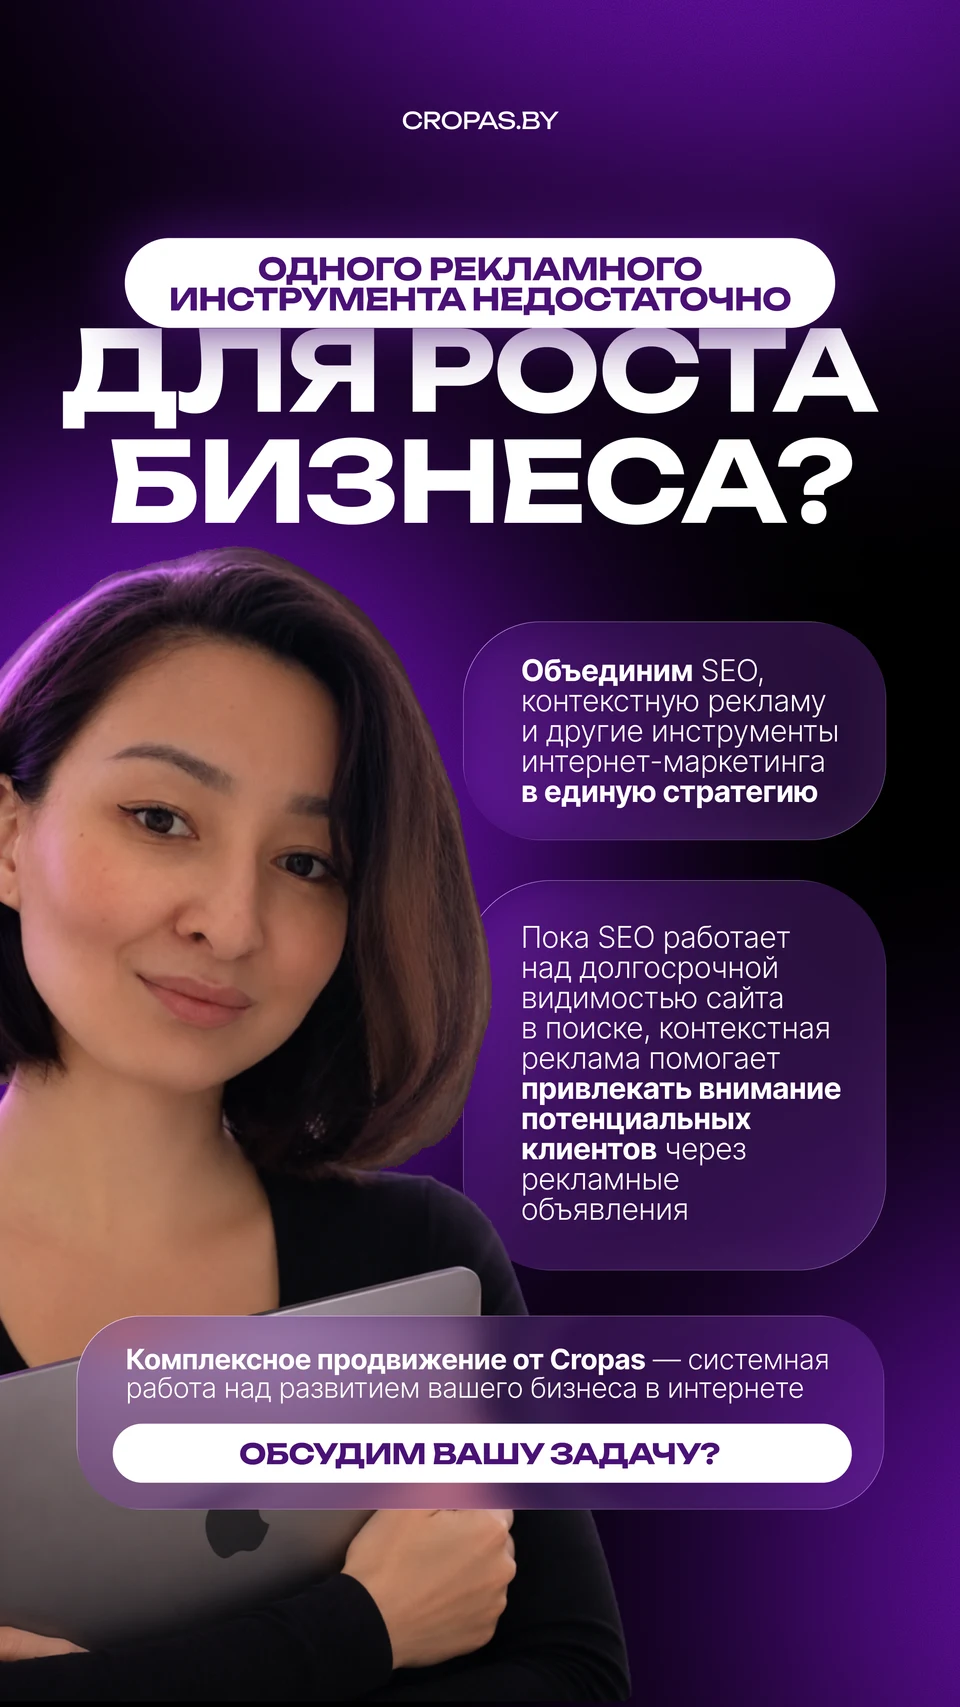 CROPAS.BY
ОДНОГО РЕКЛАМНОГО
ИНСТРУМЕНТА НЕДОСТАТОЧНО
ДЛЯ РОСТА
БИЗНЕСА?
Объединим SEO,
контекстную рекламу
и другие инструменты
интернет-маркетинга
в единую стратегию
Пока SEO работает
над долгосрочной
видимостью сайта
в поиске, контекстная
реклама помогает
привлекать внимание
потенциальных
клиентов через
рекламные
объявления
Комплексное продвижение от Cropas — системная
работа над развитием вашего бизнеса в интернете
ОБСУДИМ ВАШУ ЗАДАЧУ?